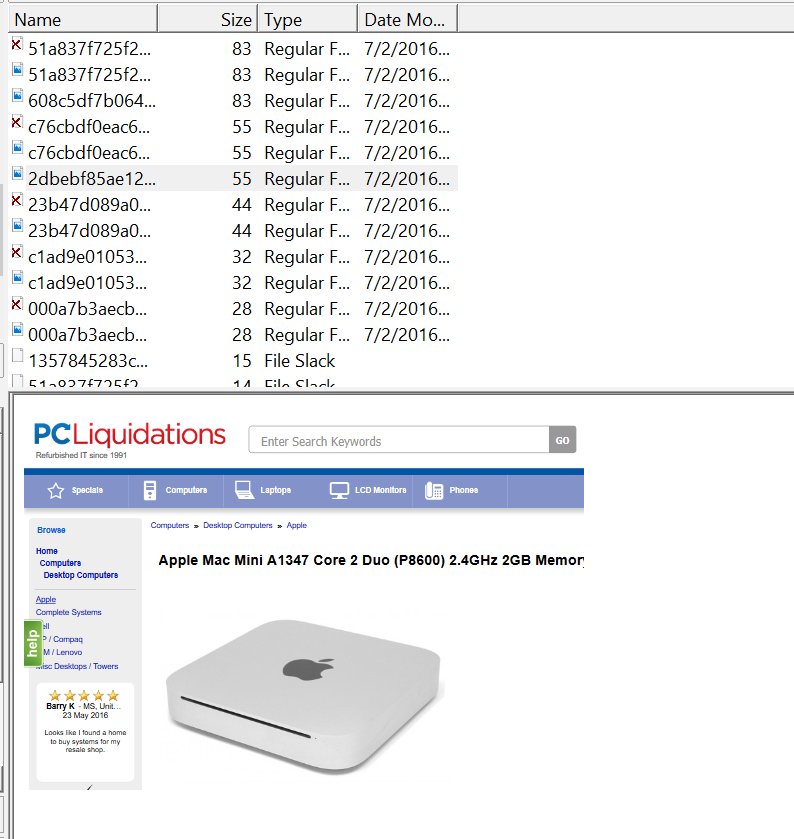 Name Size Type Date Mo...
51a837f725f2... 83 Regular F... 7/2/2016...
51a837f725f2... 83 Regular F... 7/2/2016...
608c5df7b064... 83 Regular F... 7/2/2016...
c76cbdf0eac6... 55 Regular F... 7/2/2016...
c76cbdf0eac6... 55 Regular F... 7/2/2016...
2dbebf85ae12... 55 Regular F... 7/2/2016...
23b47d089a0... 44 Regular F... 7/2/2016...
23b47d089a0... 44 Regular F... 7/2/2016...
c1ad9e01053... 32 Regular F... 7/2/2016...
c1ad9e01053... 32 Regular F... 7/2/2016...
000a7b3aecb... 28 Regular F... 7/2/2016...
000a7b3aecb... 28 Regular F... 7/2/2016...
1357845283c... 15 File Slack
51a837f725f2... 14 File Slack
PCLiquidations
Refurbished IT since 1991
Enter Search Keywords GO
Specials Computers Laptops LCD Monitors Phones
Browse
Home
Computers
Desktop Computers
Apple
Complete Systems
ell
P / Compaq
M / Lenovo
isc Desktops / Towers
help
Barry K - MS, Unit...
23 May 2016
Looks like I found a home
to buy systems for my
resale shop.
Computers » Desktop Computers » Apple
Apple Mac Mini A1347 Core 2 Duo (P8600) 2.4GHz 2GB Memory